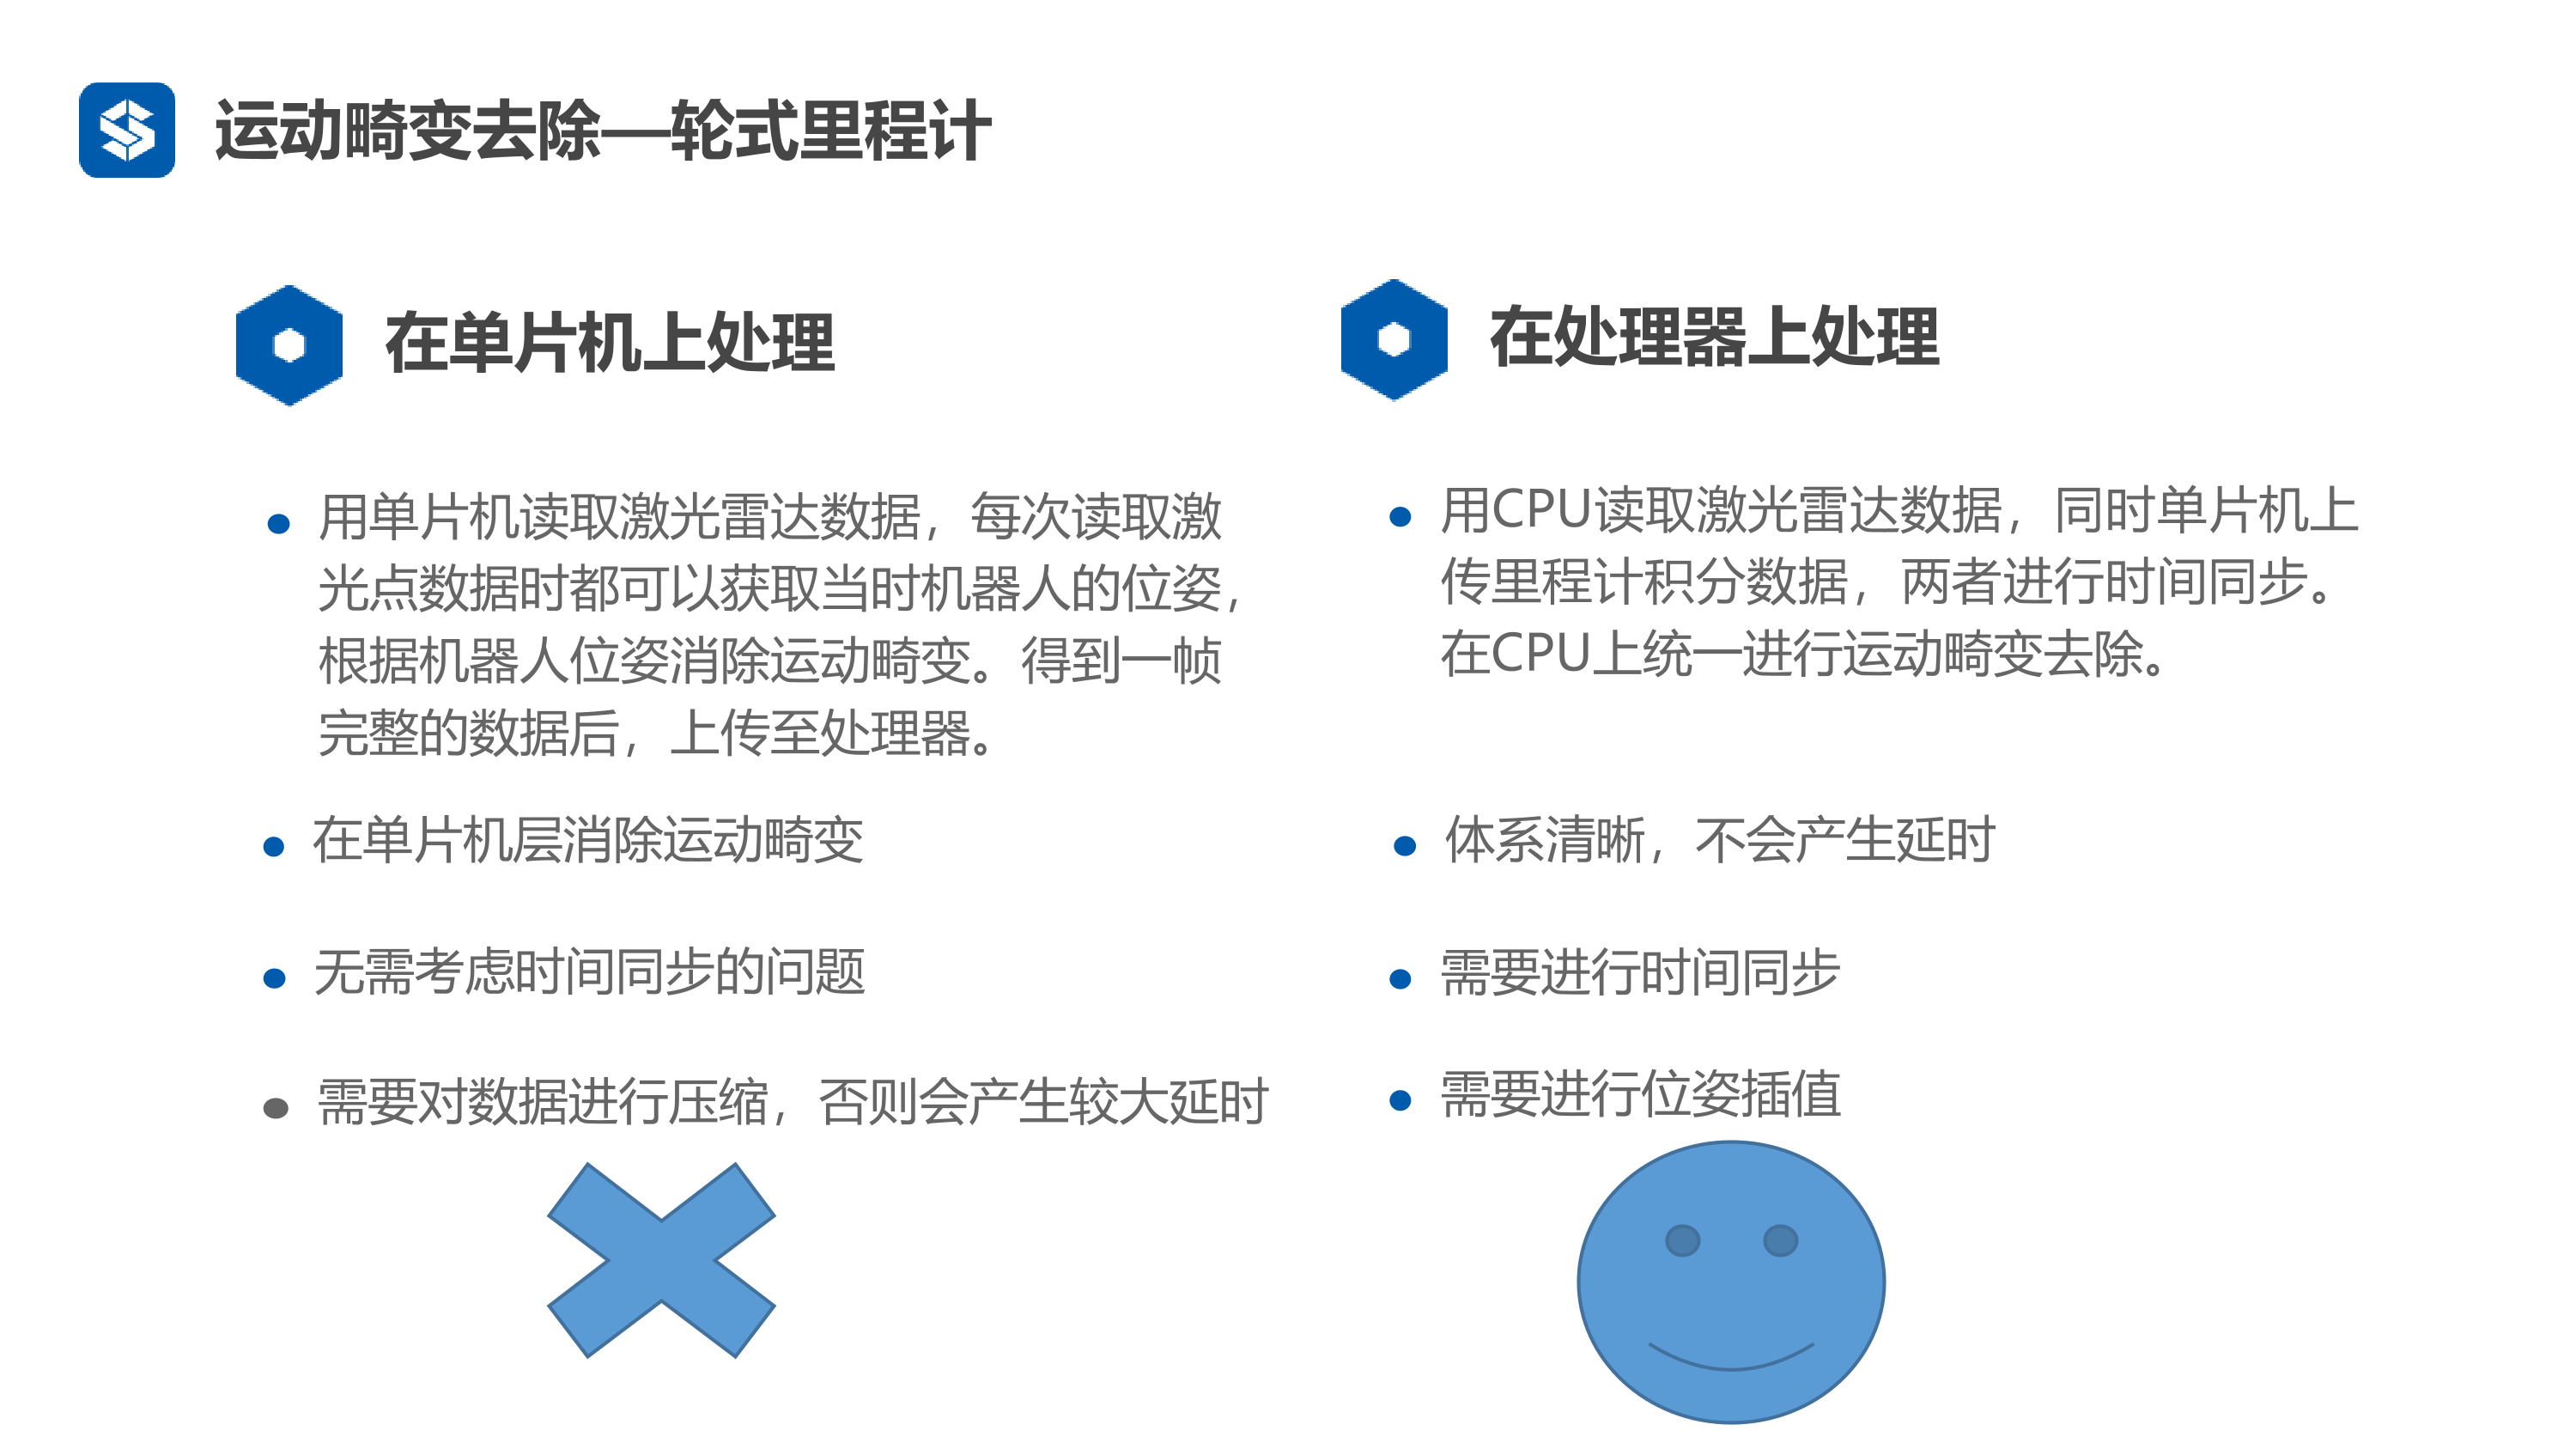 运动畸变去除—轮式里程计
在单片机上处理
用单片机读取激光雷达数据，每次读取激
光点数据时都可以获取当时机器人的位姿，
根据机器人位姿消除运动畸变。得到一帧
完整的数据后，上传至处理器。
在单片机层消除运动畸变
无需考虑时间同步的问题
需要对数据进行压缩，否则会产生较大延时
在处理器上处理
用CPU读取激光雷达数据，同时单片机上
传里程计积分数据，两者进行时间同步。
在CPU上统一进行运动畸变去除。
体系清晰，不会产生延时
需要进行时间同步
需要进行位姿插值